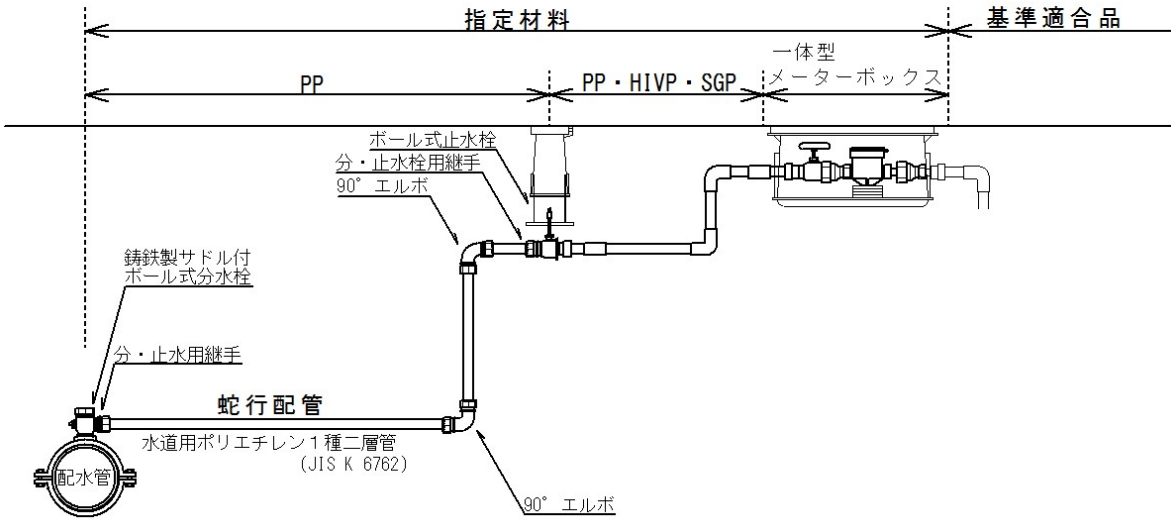 指定材料
基準適合品
一体型
メーターボックス
PP
PP・HIVP・SGP
ボール式止水栓
分・止水栓用継手
90° エルボ
鋳鉄製サドル付
ボール式分水栓
分・止水用継手
蛇行配管
水道用ポリエチレン1種二層管
(JIS K 6762)
配水管
90° エルボ